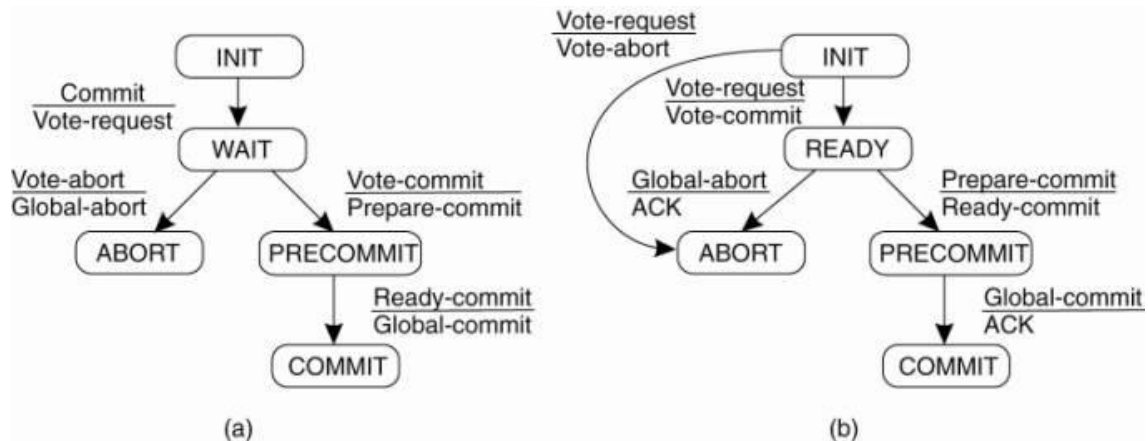 INIT
Commit
Vote-request
WAIT
Vote-abort
Global-abort
Vote-commit
Prepare-commit
ABORT
PRECOMMIT
Ready-commit
Global-commit
COMMIT
(a)
Vote-request
Vote-abort
INIT
Vote-request
Vote-commit
READY
Global-abort
ACK
Prepare-commit
Ready-commit
ABORT
PRECOMMIT
Global-commit
ACK
COMMIT
(b)